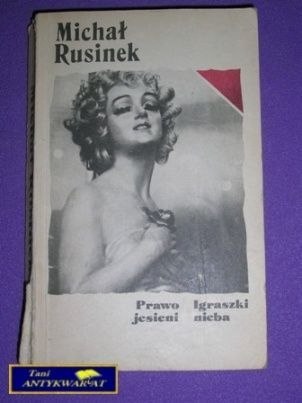 Michał
Rusinek
Prawo
jesieni
Igraszki
nieba
Tani
ANTYKWARIAT